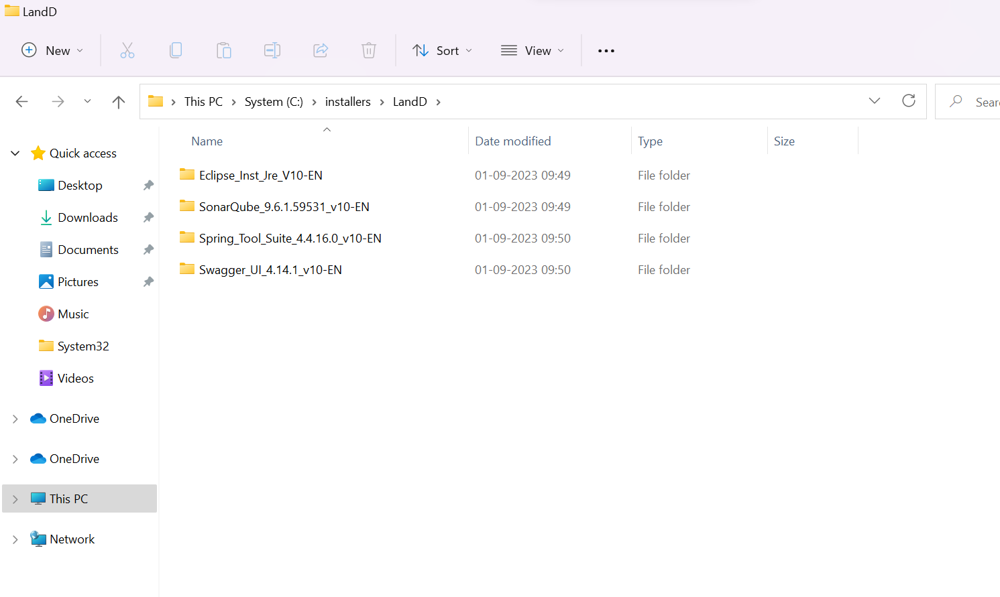 LandD
New
Sort
View
This PC > System (C:) > installers > LandD >
Name Date modified Type Size
Quick access
Desktop
Downloads
Documents
Pictures
Music
System32
Videos
OneDrive
OneDrive
This PC
Network
Eclipse_Inst_Jre_V10-EN 01-09-2023 09:49 File folder
SonarQube_9.6.1.59531_v10-EN 01-09-2023 09:49 File folder
Spring_Tool_Suite_4.4.16.0_v10-EN 01-09-2023 09:50 File folder
Swagger_UI_4.14.1_v10-EN 01-09-2023 09:50 File folder